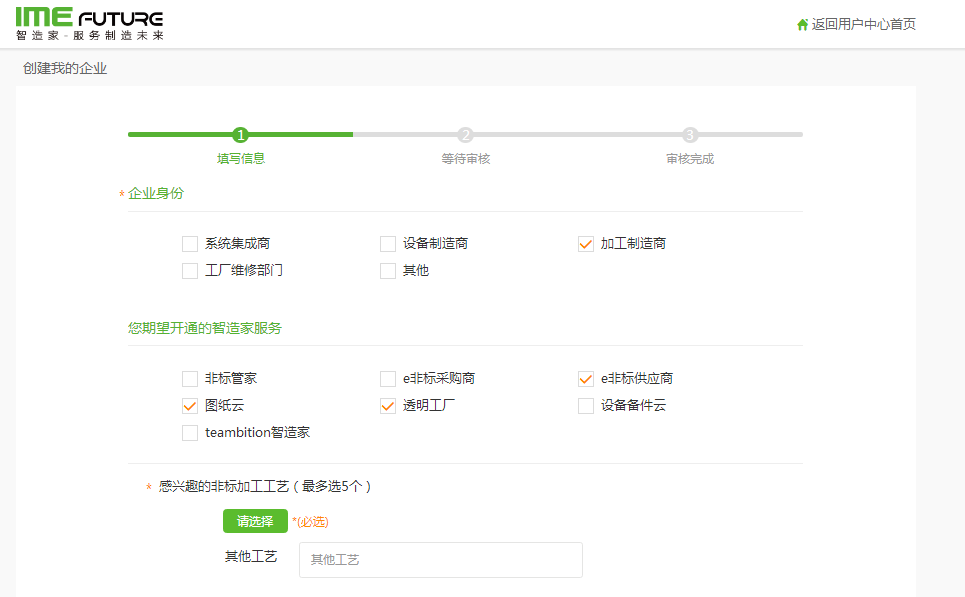 IME FUTURE
智造家-服务制造未来
返回用户中心首页
创建我的企业
1 2 3
填写信息 等待审核 审核完成
*企业身份
系统集成商 设备制造商 加工制造商
工厂维修部门 其他
您期望开通的智造家服务
非标管家 e非标采购商 e非标供应商
图纸云 透明工厂 设备备件云
teambition智造家
* 感兴趣的非标加工工艺（最多选5个）
请选择 *(必选)
其他工艺 其他工艺